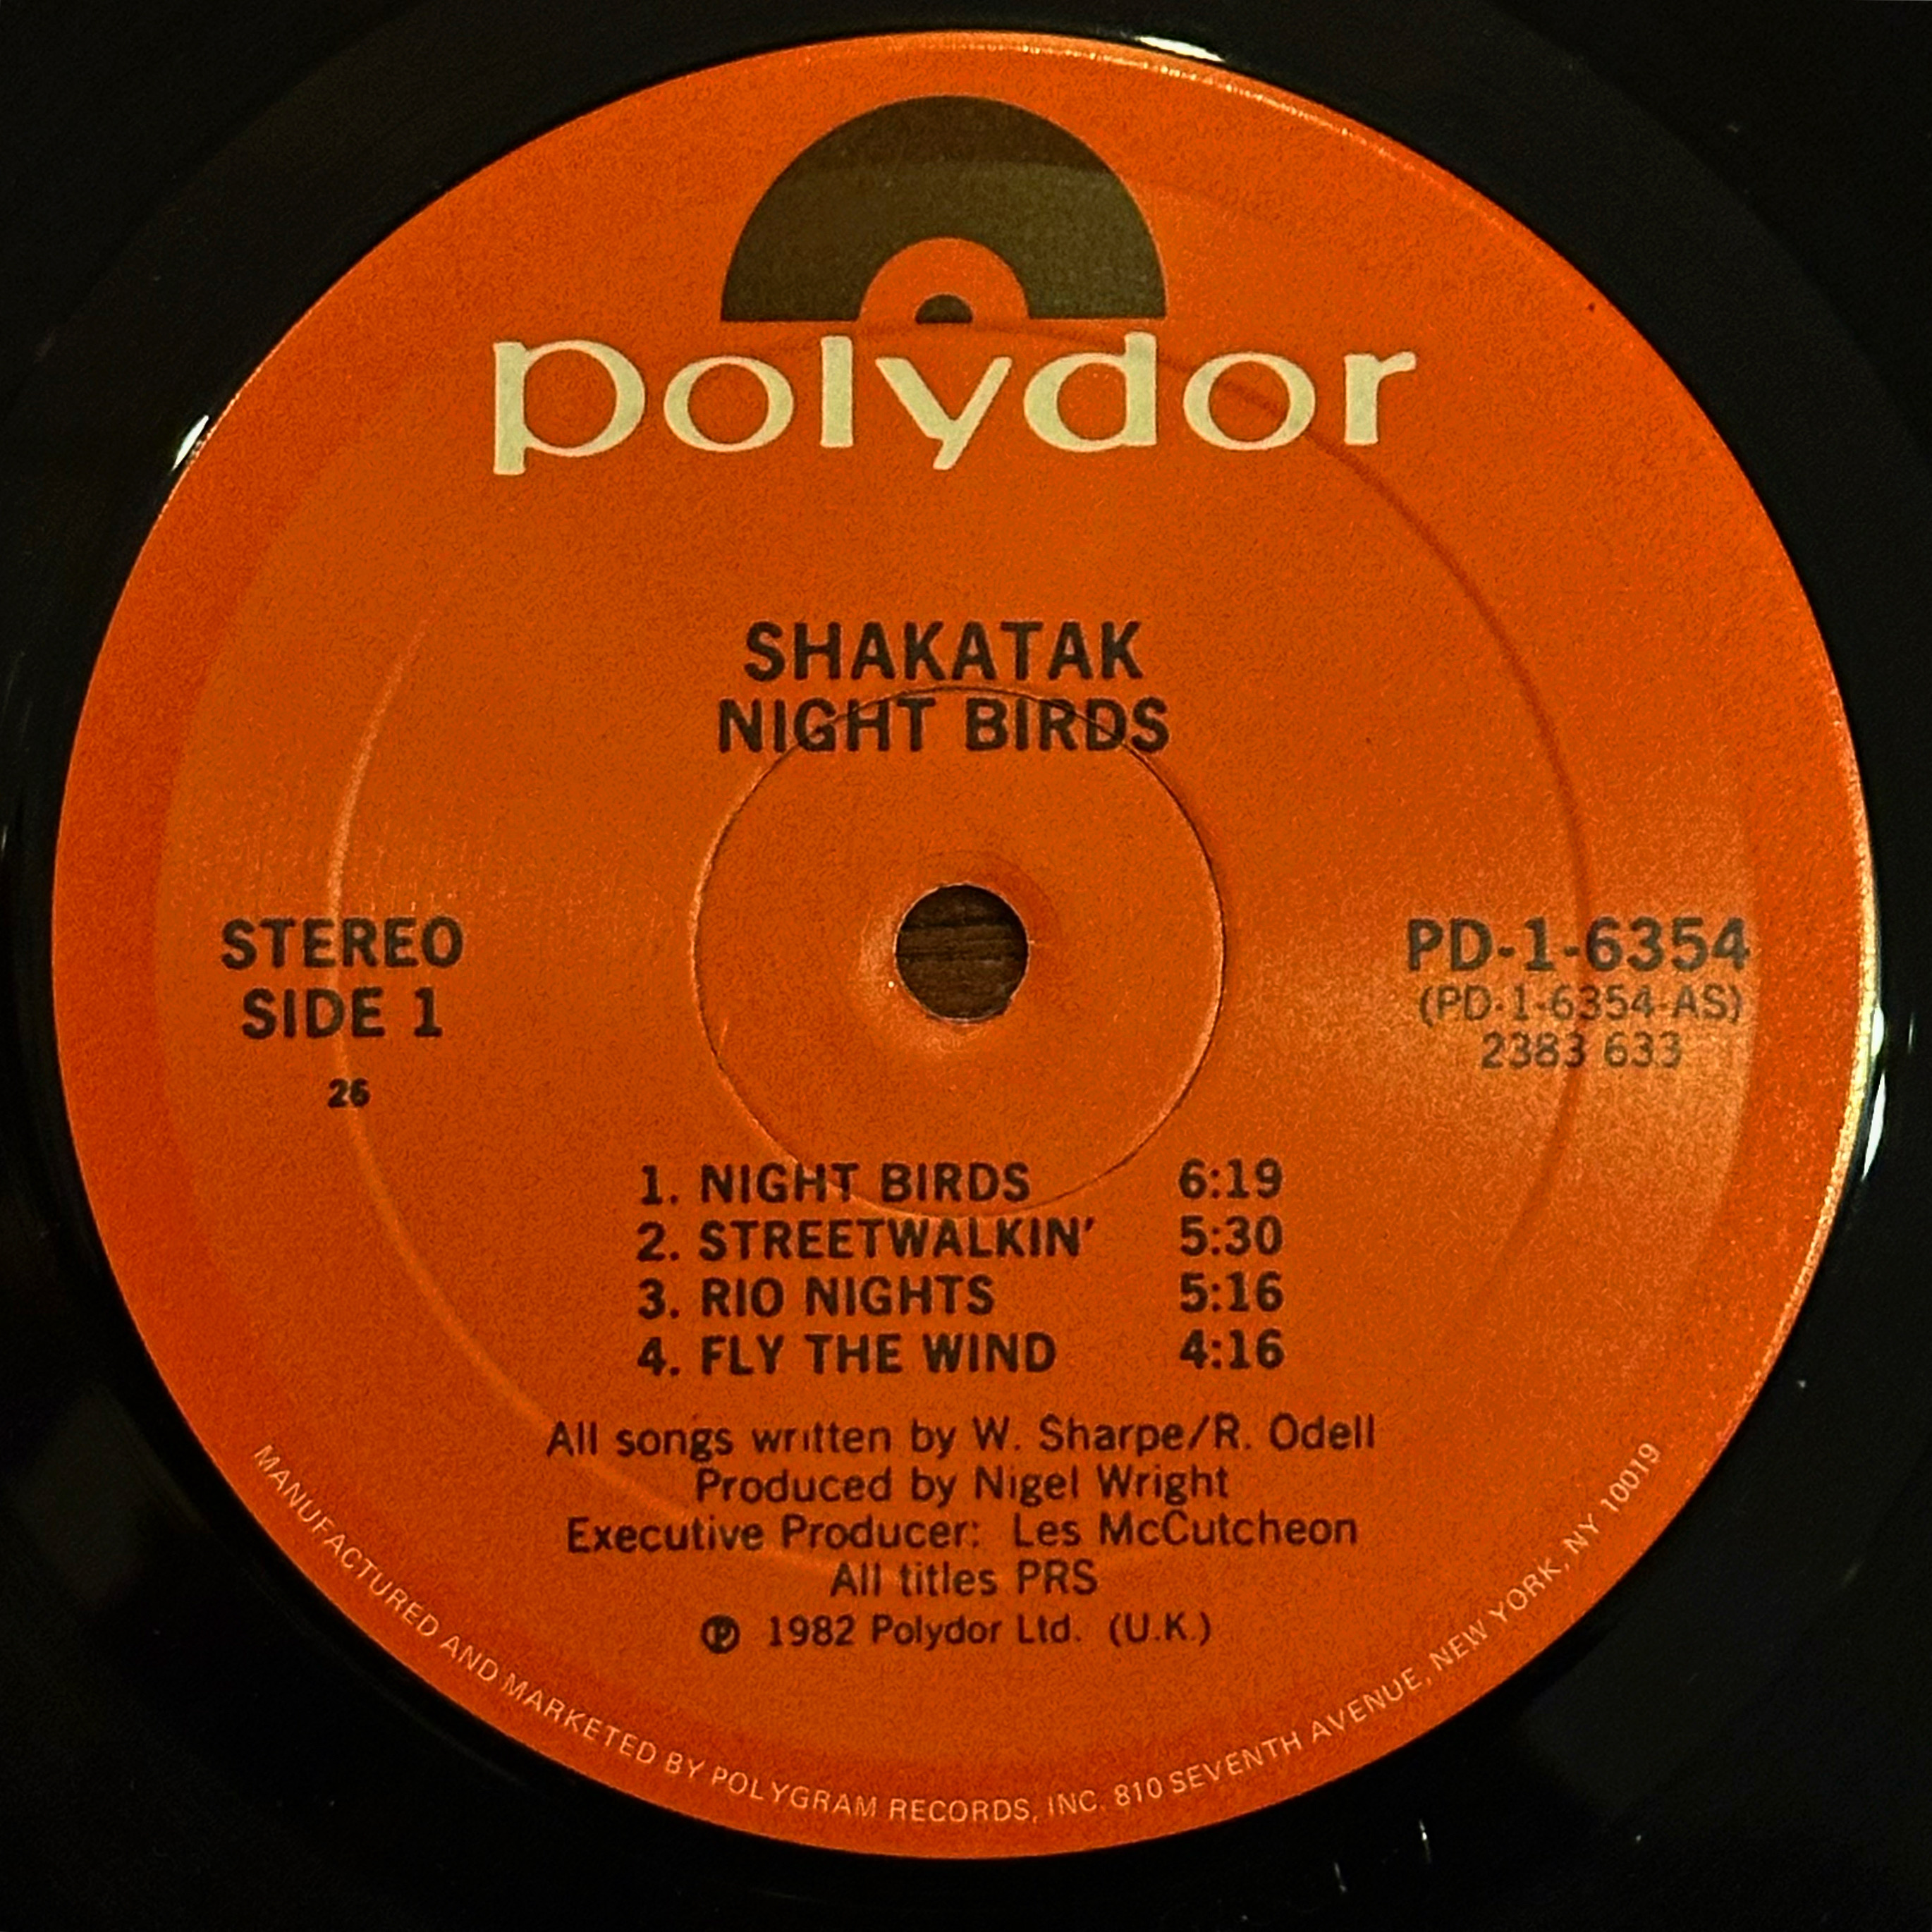 polydor
SHAKATAK
NIGHT BIRDS
STEREO
SIDE 1
26
PD-1-6354
(PD-1-6354-AS)
2383 633
1. NIGHT BIRDS 6:19
2. STREETWALKIN' 5:30
3. RIO NIGHTS 5:16
4. FLY THE WIND 4:16
All songs written by W. Sharpe/R. Odell
Produced by Nigel Wright
Executive Producer: Les McCutcheon
All titles PRS
℗ 1982 Polydor Ltd. (U.K.)
MANUFACTURED AND MARKETED BY POLYGRAM RECORDS, INC. 810 SEVENTH AVENUE, NEW YORK, NY 10019